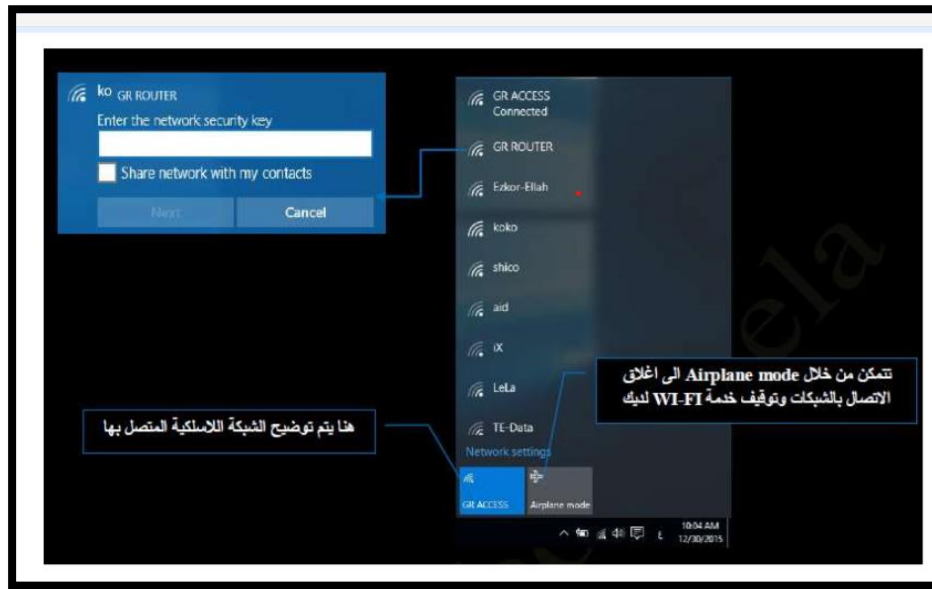 ko GR ROUTER
Enter the network security key
Share network with my contacts
Next Cancel
GR ACCESS
Connected
GR ROUTER
Ezkor-Ellah
koko
shico
aid
iX
LeLa
TE-Data
Network settings
GR ACCESS Airplane mode
تتمكن من خلال Airplane mode الى اغلاق
الاتصال بالشبكات وتوقيف خدمة WI-FI لديك
هنا يتم توضيح الشبكة اللاسلكية المتصل بها
ع
10:04 AM
12/30/2015